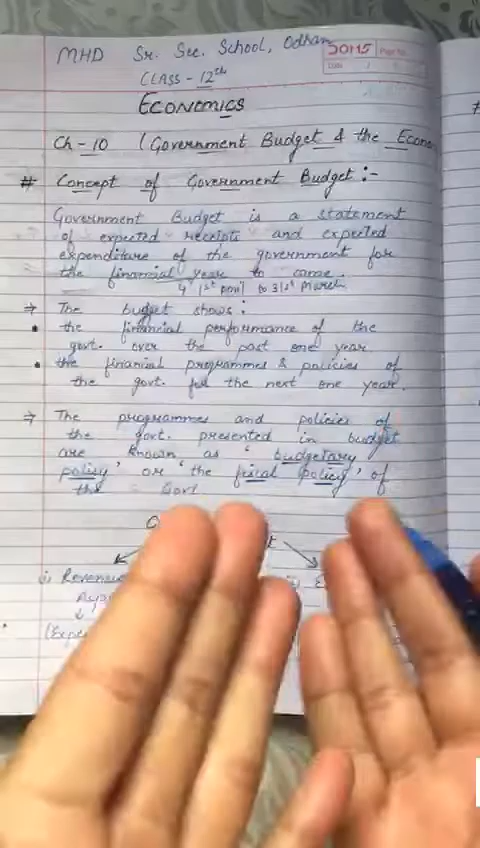 MHD Sr. Sec. School, Odhan
CLASS - 12th
ECONOMICS
Ch - 10 (Government Budget & the Econo
# Concept of Government Budget :-
Government Budget is a statement
of expected receipts and expected
expenditure of the government for
the financial year to come.
↳ 1st April to 31st March
⇒ The budget shows:
• the financial performance of the
govt. over the past one year.
• the finanial programmes & policies of
the govt. for the next one year.
⇒ The programmes and policies of
the govt. presented in budget
are known as 'budgetary
policy' or 'the fiscal policy' of
the Govt
i) Revenue